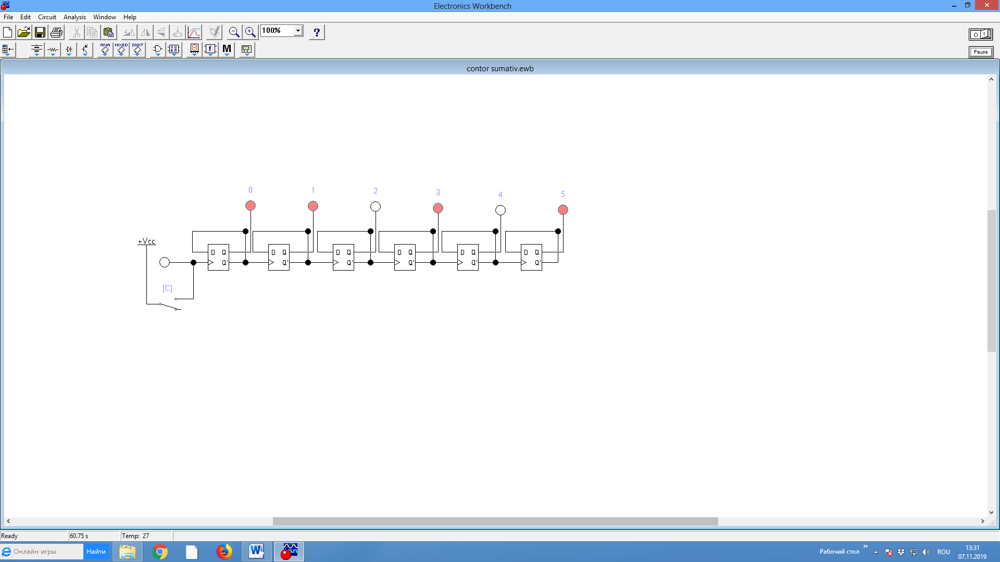 Electronics Workbench
File Edit Circuit Analysis Window Help
100% ?
Pause
ANA MIXED DIGIT
M
contor sumativ.ewb
0 1 2 3 4 5
+Vcc
D Q D Q D Q D Q D Q D Q
Q' Q' Q' Q' Q' Q'
[C]
Ready 60.75 s Temp: 27
Онлайн игры Найти
Рабочий стол » ROU 13:31
07.11.2019